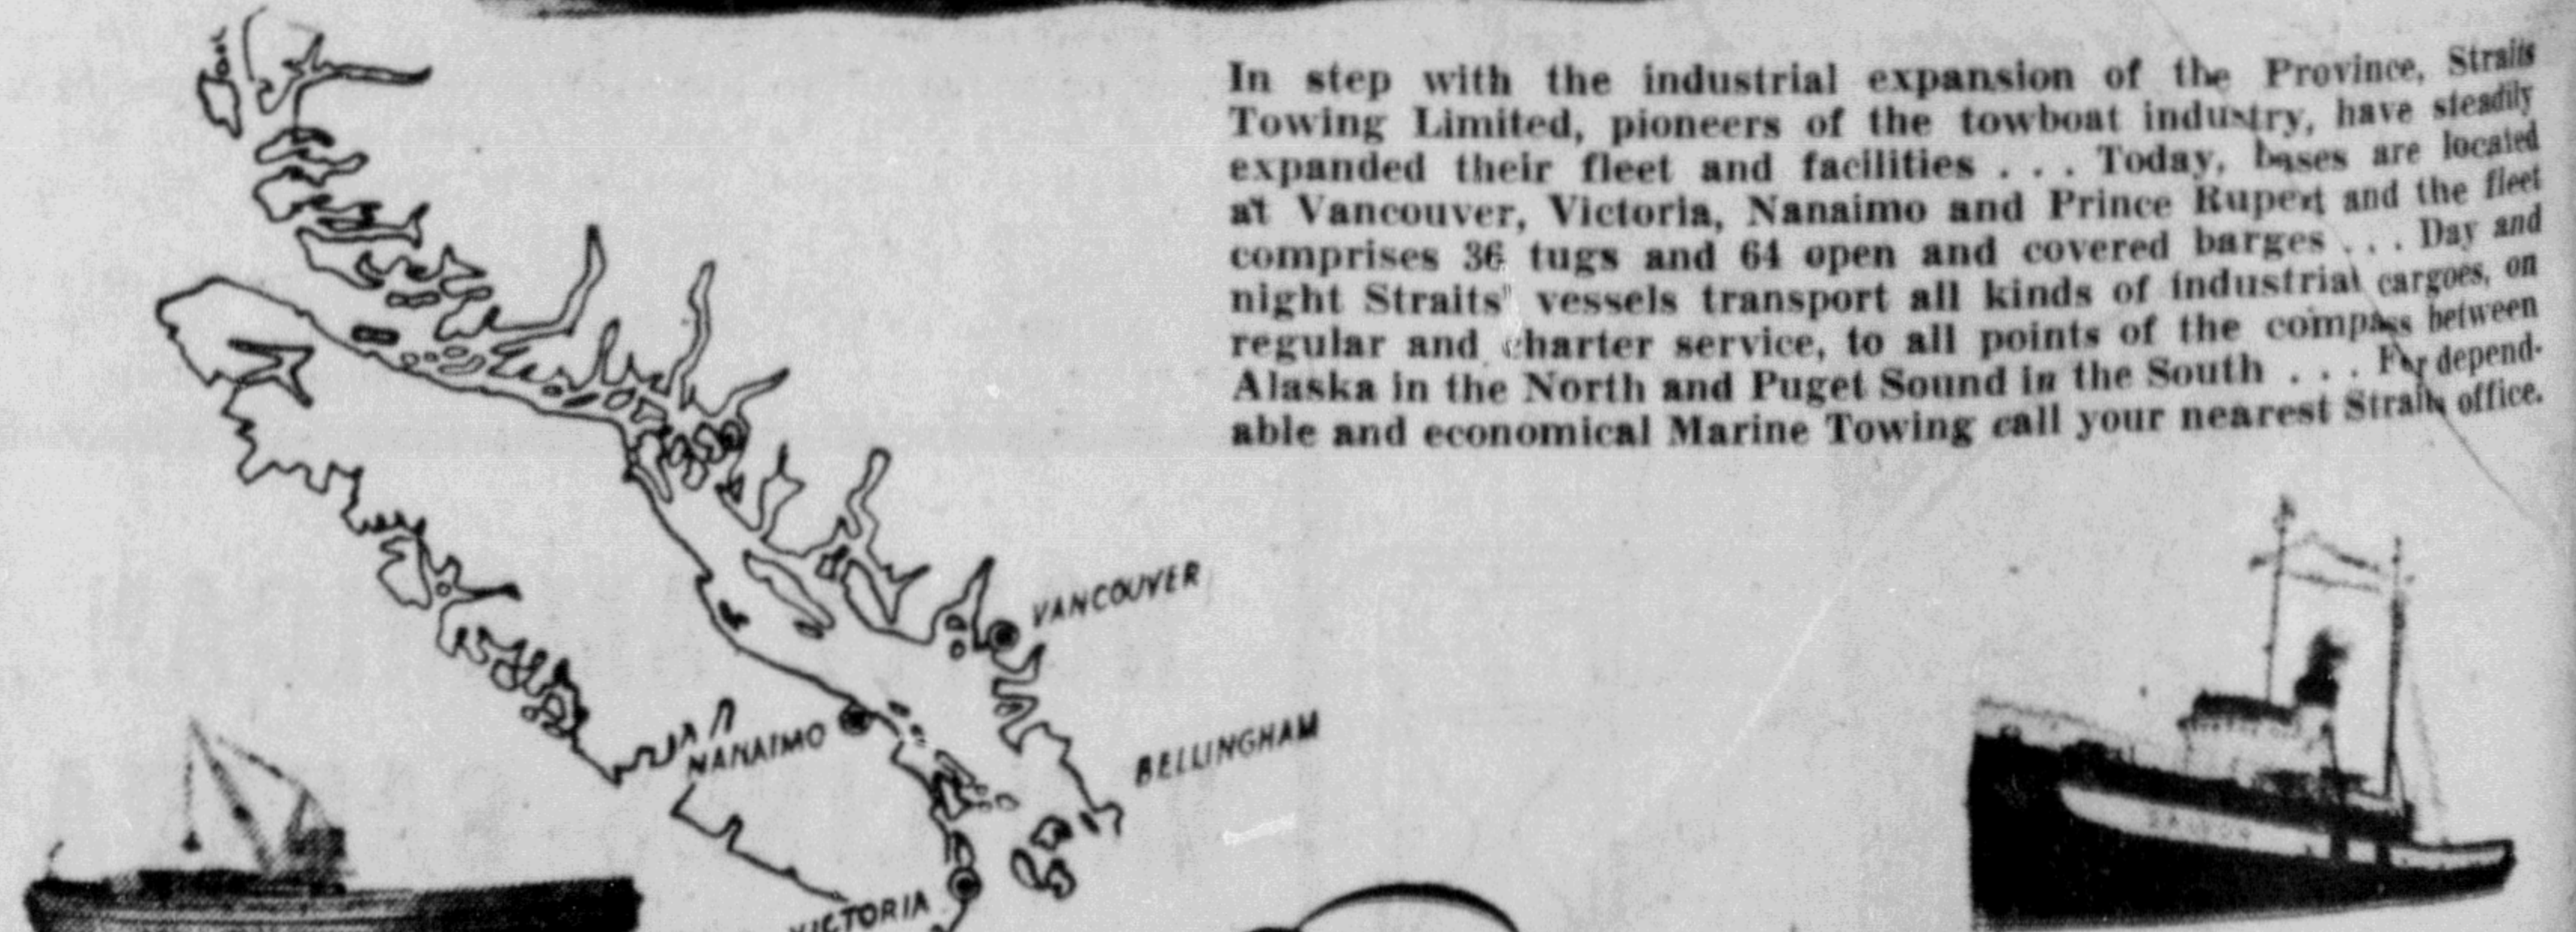 In step with the industrial expansion of the Province, Straits
Towing Limited, pioneers of the towboat industry, have steadily
expanded their fleet and facilities . . . Today, bases are located
at Vancouver, Victoria, Nanaimo and Prince Rupert and the fleet
comprises 36 tugs and 64 open and covered barges . . . Day and
night Straits' vessels transport all kinds of industrial cargoes, on
regular and charter service, to all points of the compass between
Alaska in the North and Puget Sound in the South . . . For depend-
able and economical Marine Towing call your nearest Straits office.
VANCOUVER
NANAIMO
BELLINGHAM
VICTORIA